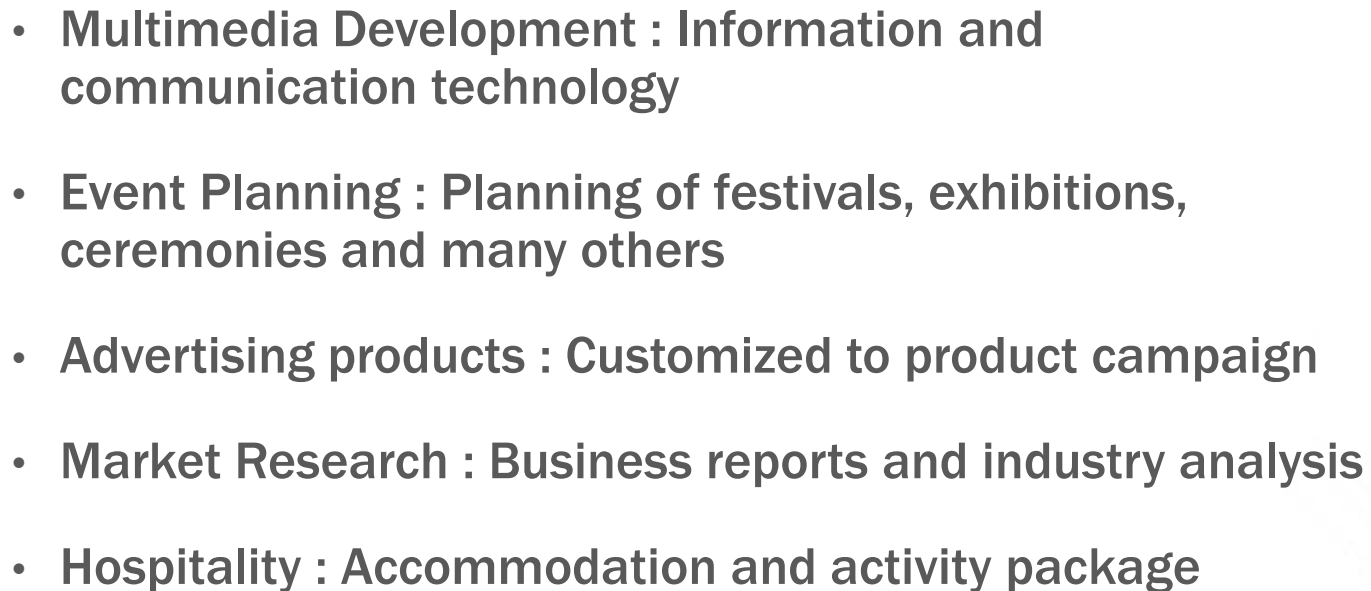 • Multimedia Development : Information and
communication technology
• Event Planning : Planning of festivals, exhibitions,
ceremonies and many others
• Advertising products : Customized to product campaign
• Market Research : Business reports and industry analysis
• Hospitality : Accommodation and activity package